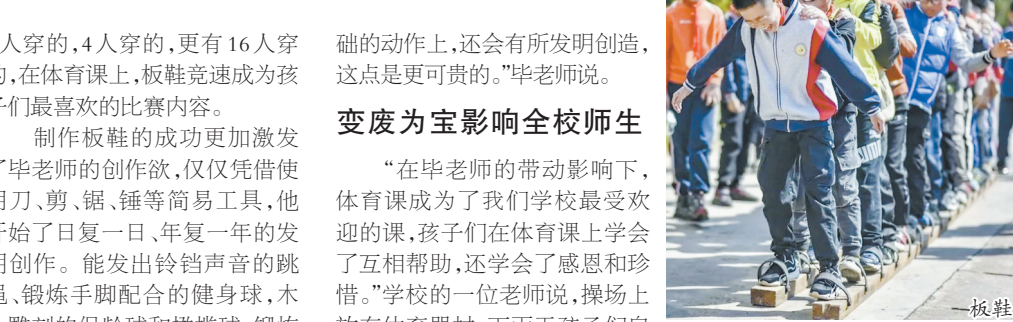 人穿的,4人穿的,更有16人穿
,在体育课上,板鞋竞速成为孩
子们最喜欢的比赛内容。
制作板鞋的成功更加激发
了毕老师的创作欲,仅仅凭借使
用刀、剪、锯、锤等简易工具,他
开始了日复一日、年复一年的发
明创作。能发出铃铛声音的跳
绳、锻炼手脚配合的健身球,木
础的动作上,还会有所发明创造,
这点是更可贵的。”毕老师说。
变废为宝影响全校师生
“在毕老师的带动影响下,
体育课成为了我们学校最受欢
迎的课,孩子们在体育课上学会
了互相帮助,还学会了感恩和珍
惜。”学校的一位老师说,操场上
板鞋